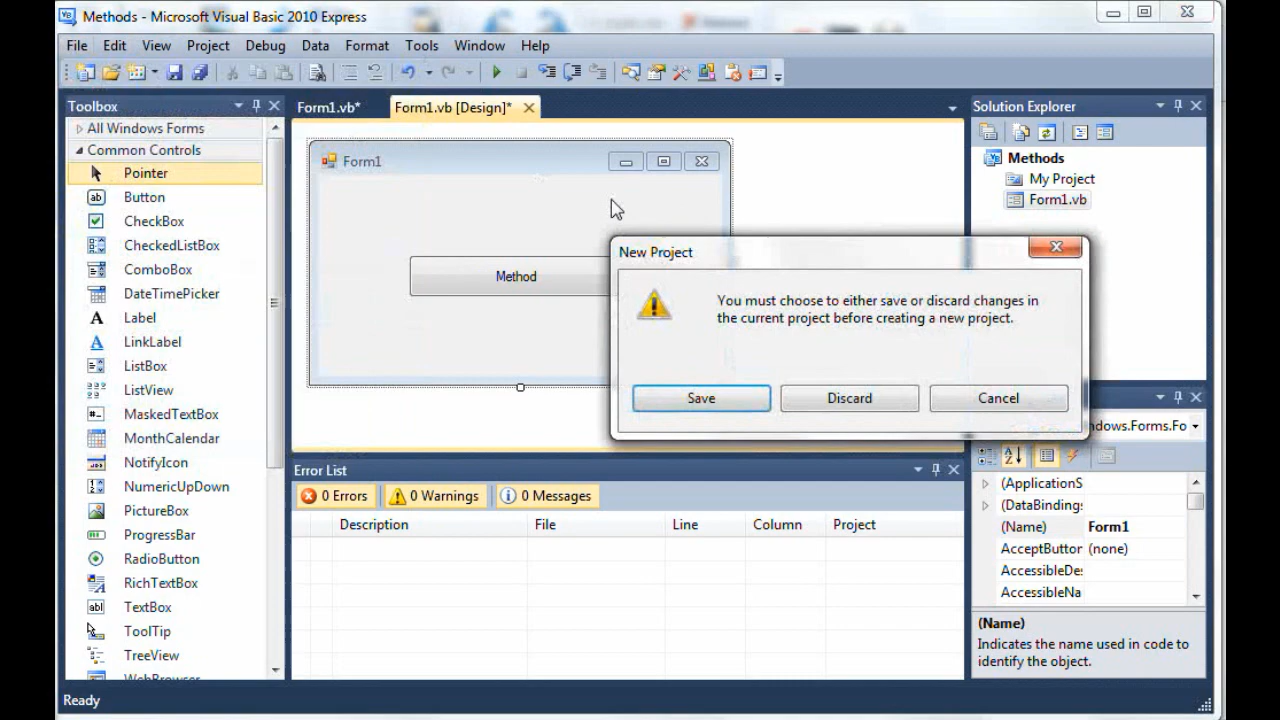 Methods - Microsoft Visual Basic 2010 Express
File Edit View Project Debug Data Format Tools Window Help
Toolbox
All Windows Forms
Common Controls
Pointer
Button
CheckBox
CheckedListBox
ComboBox
DateTimePicker
Label
LinkLabel
ListBox
ListView
MaskedTextBox
MonthCalendar
NotifyIcon
NumericUpDown
PictureBox
ProgressBar
RadioButton
RichTextBox
TextBox
ToolTip
TreeView
WebBrowser
Form1.vb* Form1.vb [Design]*
Form1
Method
New Project
You must choose to either save or discard changes in
the current project before creating a new project.
Save Discard Cancel
Error List
0 Errors 0 Warnings 0 Messages
Description File Line Column Project
Solution Explorer
Methods
My Project
Form1.vb
ndows.Forms.Fo
(ApplicationS
(DataBindings
(Name) Form1
AcceptButton (none)
AccessibleDes
AccessibleNa
(Name)
Indicates the name used in code to
identify the object.
Ready